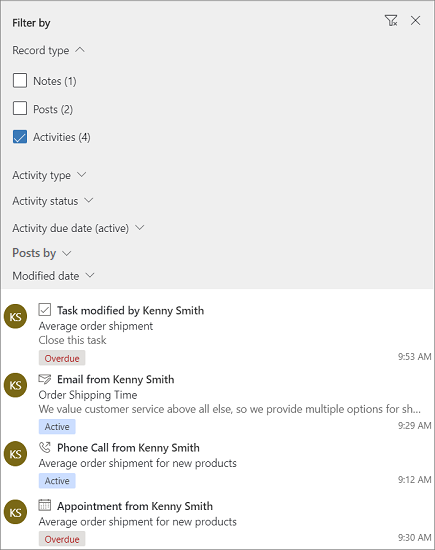 Filter by
Record type
Notes (1)
Posts (2)
Activities (4)
Activity type
Activity status
Activity due date (active)
Posts by
Modified date
KS
Task modified by Kenny Smith
Average order shipment
Close this task
Overdue
9:53 AM
KS
Email from Kenny Smith
Order Shipping Time
We value customer service above all else, so we provide multiple options for sh...
Active
9:29 AM
KS
Phone Call from Kenny Smith
Average order shipment for new products
Active
9:12 AM
KS
Appointment from Kenny Smith
Average order shipment for new products
Overdue
9:30 AM